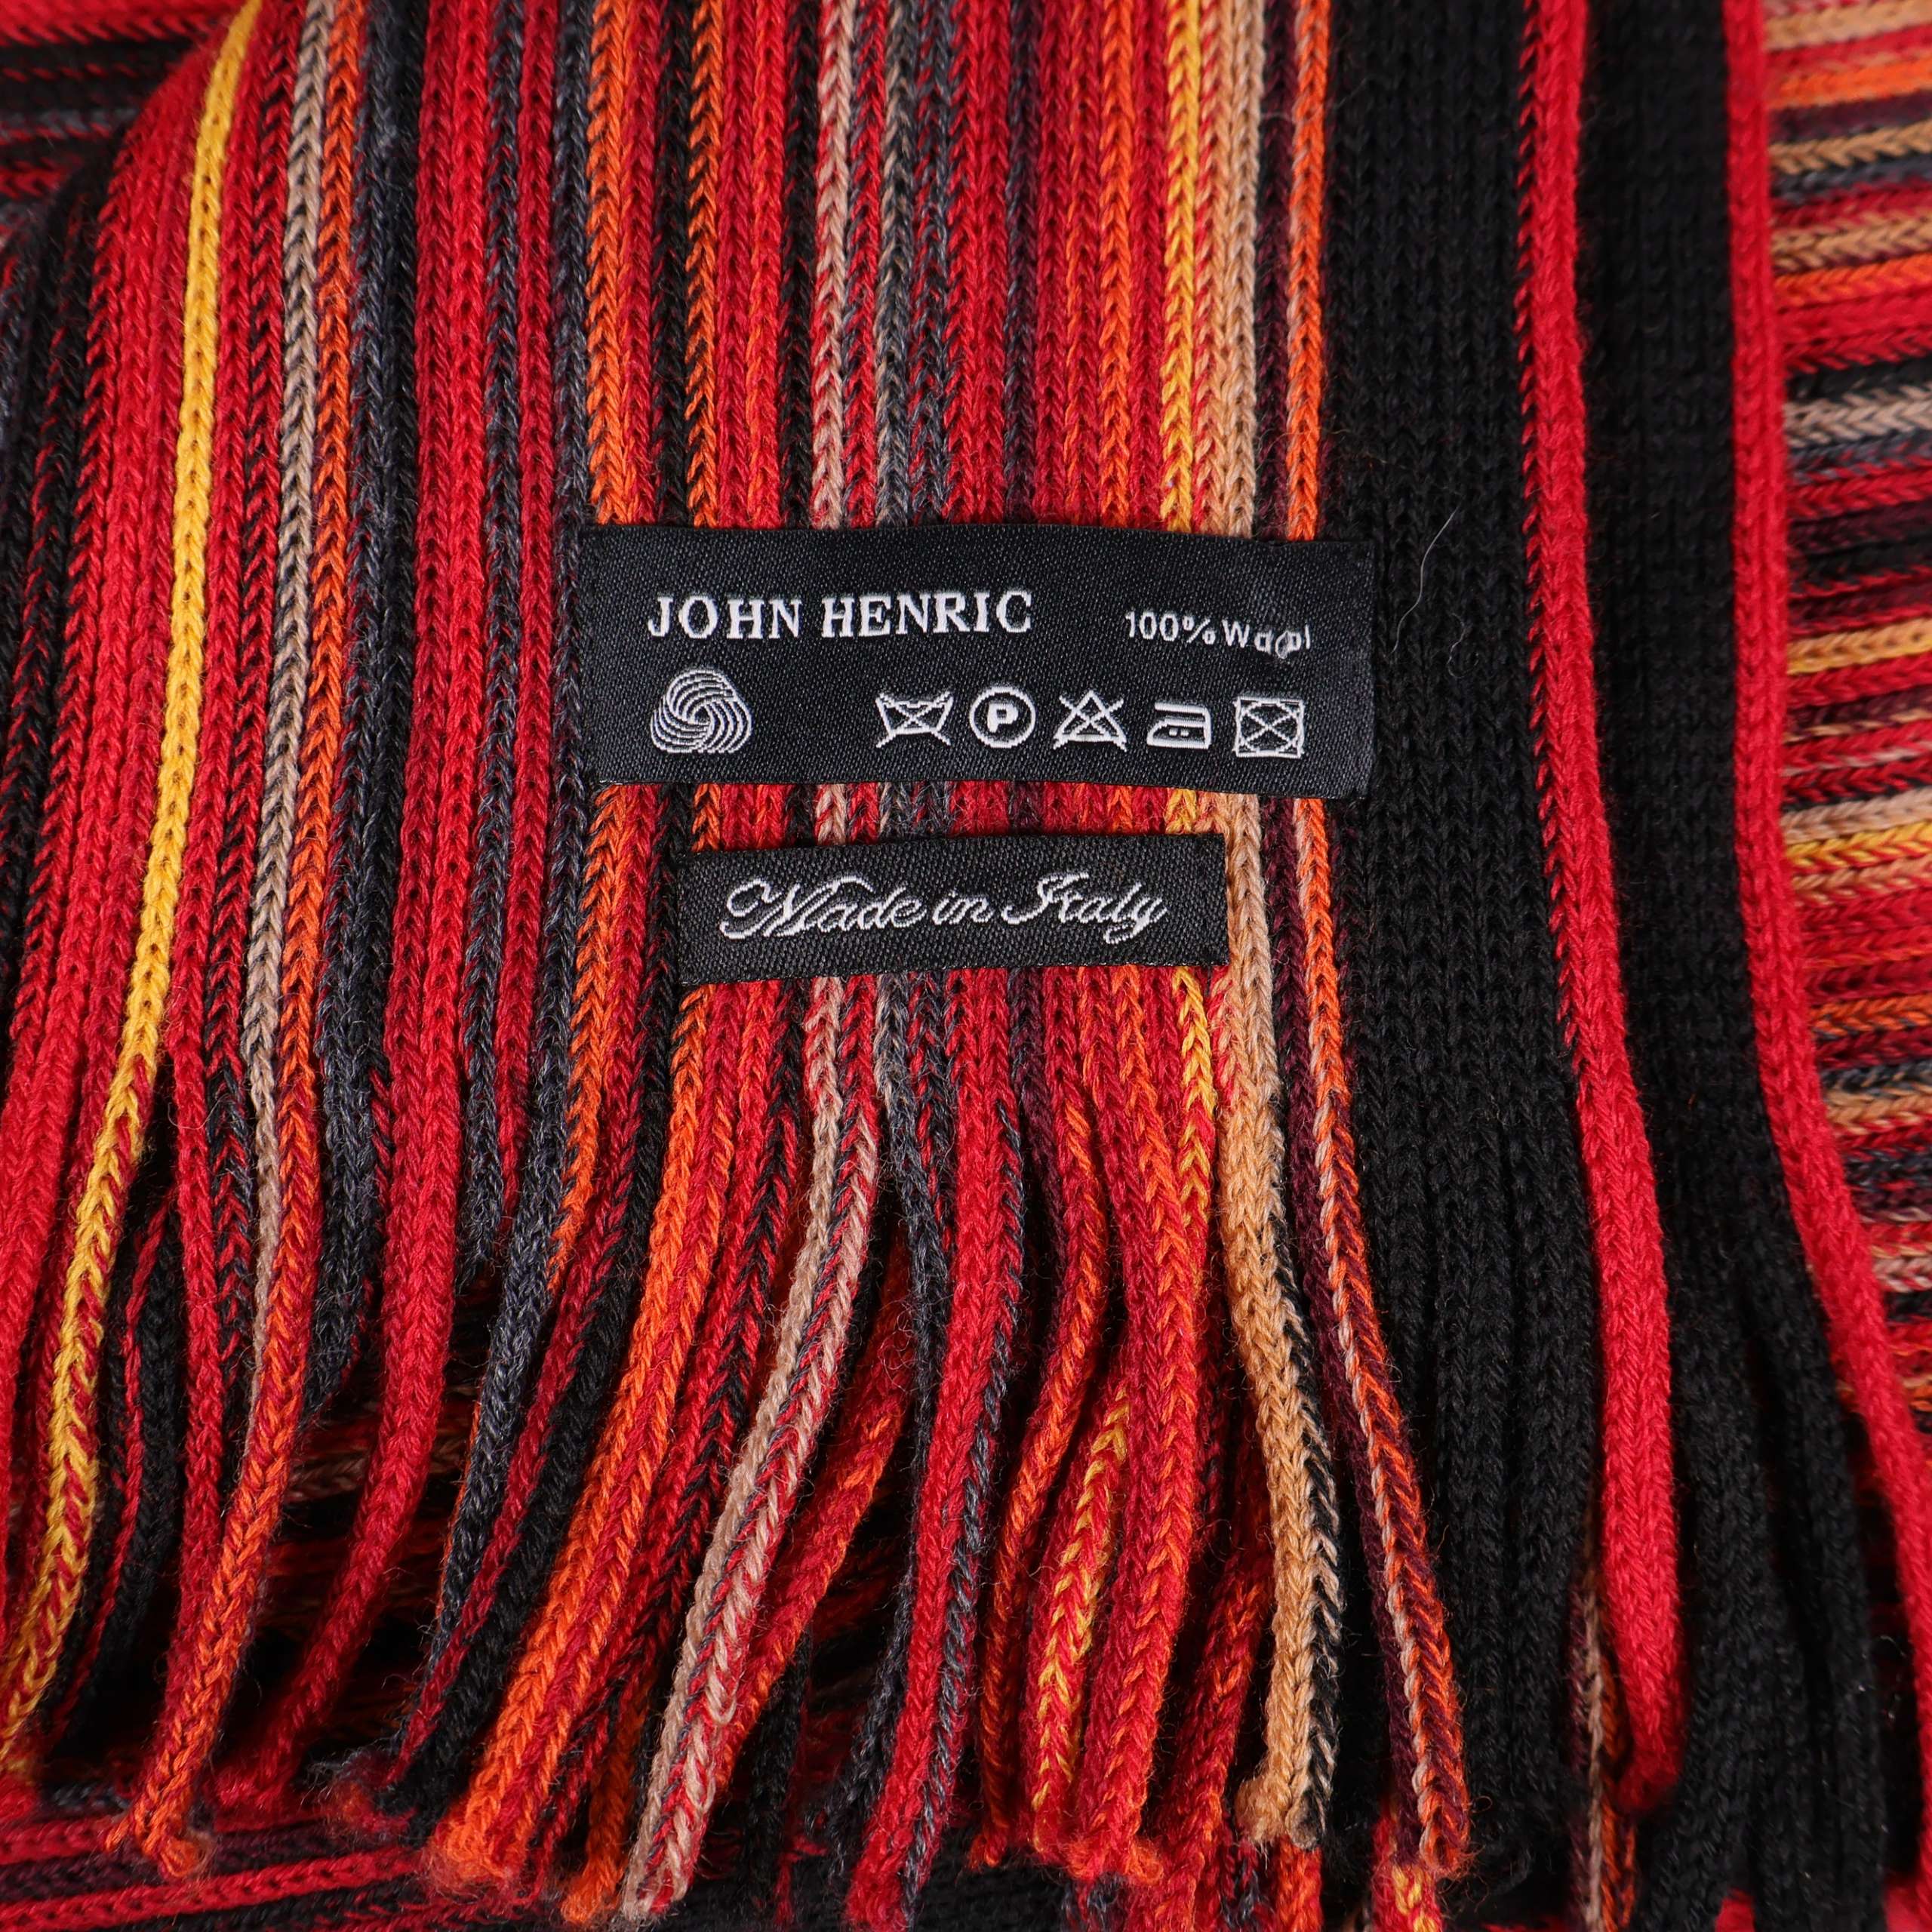 JOHN HENRIC
100% Wool
P
Made in Italy